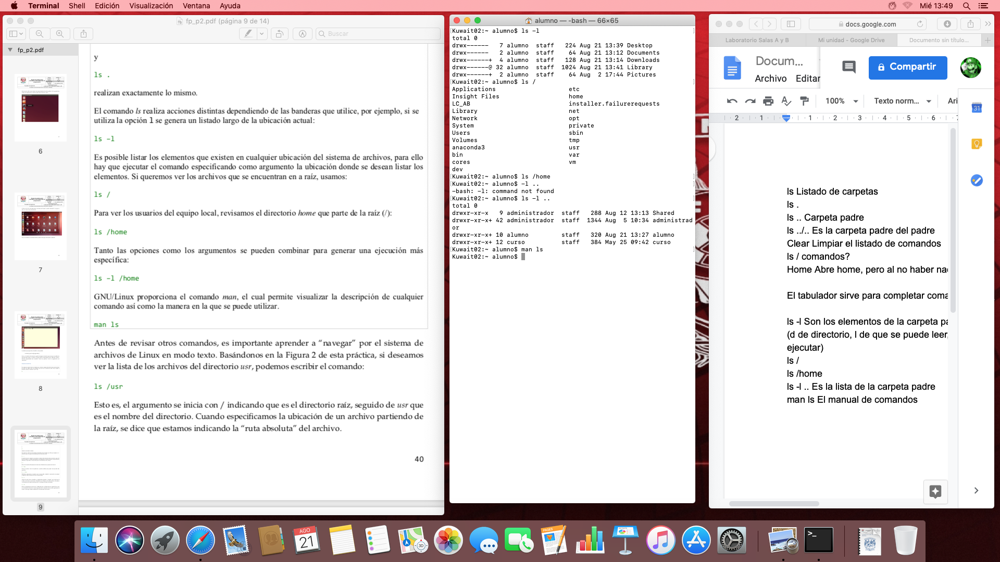 Terminal Shell Edición Visualización Ventana Ayuda
Mié 13:49
fp_p2.pdf (página 9 de 14)
Buscar
fp_p2.pdf
6
7
8
9
y
ls .
realizan exactamente lo mismo.
El comando ls realiza acciones distintas dependiendo de las banderas que utilice, por ejemplo, si se
utiliza la opción l se genera un listado largo de la ubicación actual:
ls -l
Es posible listar los elementos que existen en cualquier ubicación del sistema de archivos, para ello
hay que ejecutar el comando especificando como argumento la ubicación donde se desean listar los
elementos. Si queremos ver los archivos que se encuentran en a raíz, usamos:
ls /
Para ver los usuarios del equipo local, revisamos el directorio home que parte de la raíz (/):
ls /home
Tanto las opciones como los argumentos se pueden combinar para generar una ejecución más
específica:
ls -l /home
GNU/Linux proporciona el comando man, el cual permite visualizar la descripción de cualquier
comando así como la manera en la que se puede utilizar.
man ls
Antes de revisar otros comandos, es importante aprender a “navegar” por el sistema de
archivos de Linux en modo texto. Basándonos en la Figura 2 de esta práctica, si deseamos
ver la lista de los archivos del directorio usr, podemos escribir el comando:
ls /usr
Esto es, el argumento se inicia con / indicando que es el directorio raíz, seguido de usr que
es el nombre del directorio. Cuando especificamos la ubicación de un archivo partiendo de
la raíz, se dice que estamos indicando la “ruta absoluta” del archivo.
40
alumno — -bash — 66×65
[Kuwait02:~ alumno$ ls -l ]
total 0
drwx------   7 alumno  staff   224 Aug 21 13:39 Desktop
drwx------   2 alumno  staff    64 Aug 21 13:12 Documents
drwx------+  4 alumno  staff   128 Aug 21 13:14 Downloads
drwx------@ 32 alumno  staff  1024 Aug 21 13:41 Library
drwx------+  2 alumno  staff    64 Aug  2 17:44 Pictures
[Kuwait02:~ alumno$ ls / ]
Applications etc
Insight Files home
LC_AB installer.failurerequests
Library net
Network opt
System private
Users sbin
Volumes tmp
anaconda3 usr
bin var
cores vm
dev
[Kuwait02:~ alumno$ ls /home ]
[Kuwait02:~ alumno$ -l .. ]
-bash: -l: command not found
[Kuwait02:~ alumno$ ls -l .. ]
total 0
drwxr-xr-x   9 administrador  staff   288 Aug 12 13:13 Shared
drwxr-xr-x+ 42 administrador  staff  1344 Aug  5 10:34 administrad
or
drwxr-xr-x+ 10 alumno         staff   320 Aug 21 13:27 alumno
drwxr-xr-x+ 12 curso          staff   384 May 25 09:42 curso
[Kuwait02:~ alumno$ man ls ]
Kuwait02:~ alumno$
docs.google.com
Laboratorio Salas A y B
Mi unidad - Google Drive
Documento sin título...
Docum...
Archivo Editar
Compartir
100% Texto norm... Ari
2 1 1 2 3 4 5 6 7
31
ls Listado de carpetas
ls .
ls .. Carpeta padre
ls ../.. Es la carpeta padre del padre
Clear Limpiar el listado de comandos
ls / comandos?
Home Abre home, pero al no haber na
El tabulador sirve para completar coma
ls -l Son los elementos de la carpeta pa
(d de directorio, l de que se puede leer,
ejecutar)
ls /
ls /home
ls -l .. Es la lista de la carpeta padre
man ls El manual de comandos
AGO
21
3D
PAGES
>_